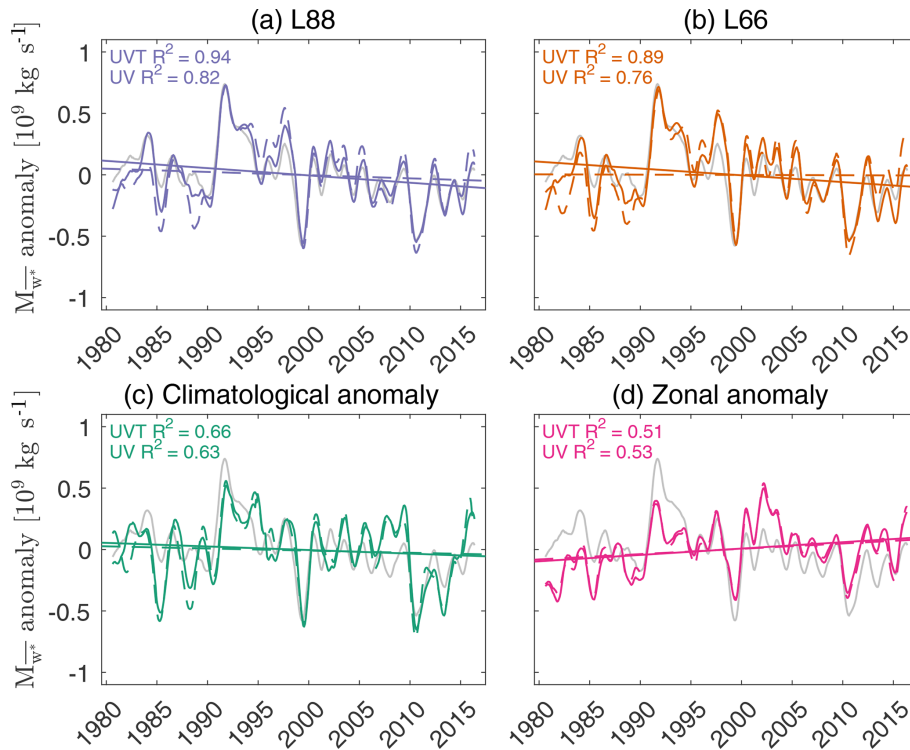 (a) L88
UVT R² = 0.94
UV R² = 0.82
M_{\overline{w^*}} anomaly [10⁹ kg s⁻¹]
1
0.5
0
-0.5
-1
1980 1985 1990 1995 2000 2005 2010 2015
(b) L66
UVT R² = 0.89
UV R² = 0.76
1980 1985 1990 1995 2000 2005 2010 2015
(c) Climatological anomaly
UVT R² = 0.66
UV R² = 0.63
M_{\overline{w^*}} anomaly [10⁹ kg s⁻¹]
1
0.5
0
-0.5
-1
1980 1985 1990 1995 2000 2005 2010 2015
(d) Zonal anomaly
UVT R² = 0.51
UV R² = 0.53
1980 1985 1990 1995 2000 2005 2010 2015